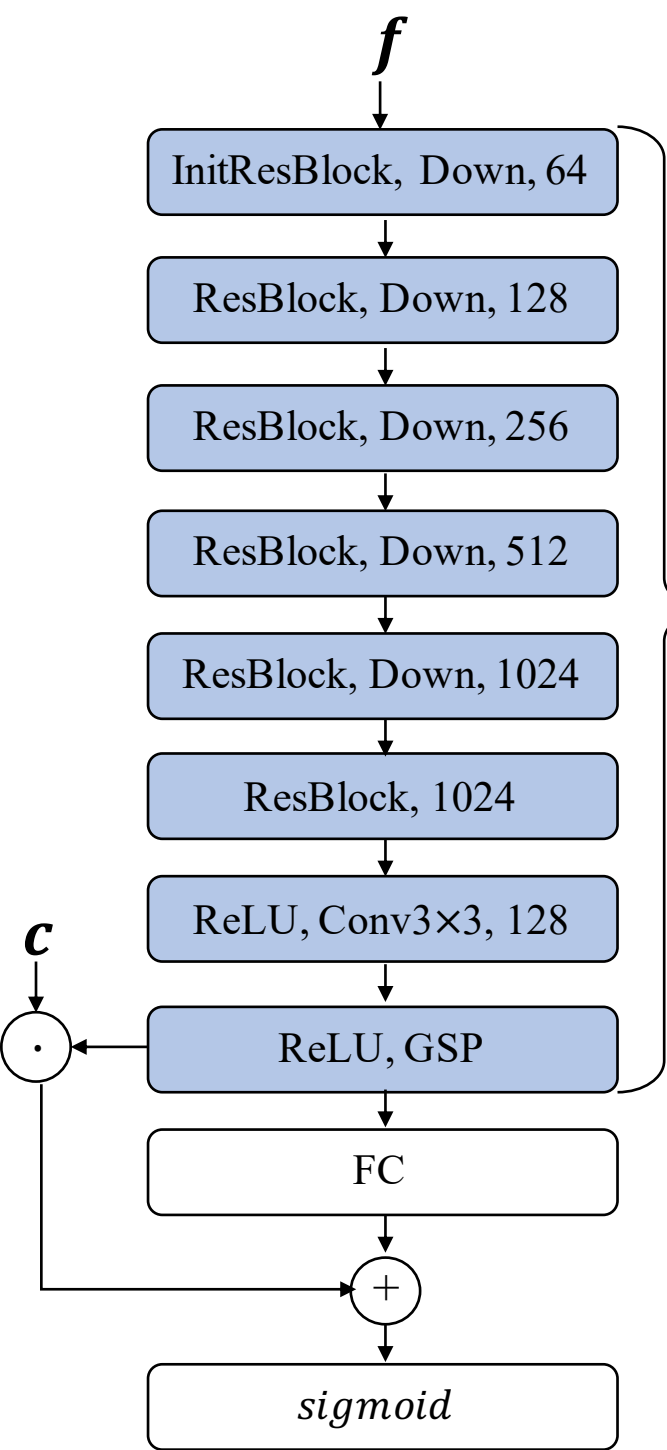 f
InitResBlock, Down, 64
ResBlock, Down, 128
ResBlock, Down, 256
ResBlock, Down, 512
ResBlock, Down, 1024
ResBlock, 1024
ReLU, Conv3×3, 128
c
·
ReLU, GSP
FC
+
sigmoid